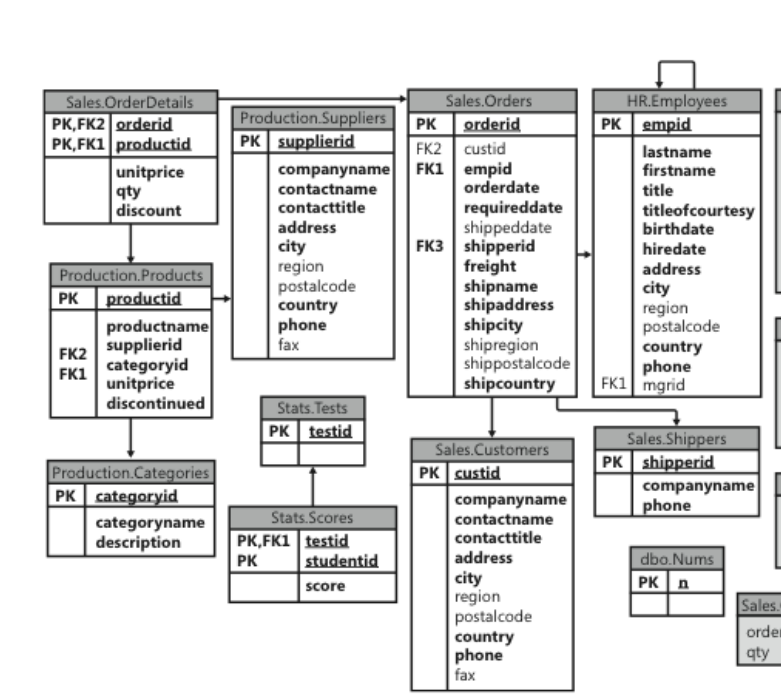 Sales.OrderDetails
PK,FK2 orderid
PK,FK1 productid
unitprice
qty
discount
Production.Suppliers
PK supplierid
companyname
contactname
contacttitle
address
city
region
postalcode
country
phone
fax
Sales.Orders
PK orderid
FK2 custid
FK1 empid
orderdate
requireddate
shippeddate
FK3 shipperid
freight
shipname
shipaddress
shipcity
shipregion
shippostalcode
shipcountry
HR.Employees
PK empid
lastname
firstname
title
titleofcourtesy
birthdate
hiredate
address
city
region
postalcode
country
phone
FK1 mgrid
Production.Products
PK productid
productname
FK2 supplierid
FK1 categoryid
unitprice
discontinued
Stats.Tests
PK testid
Sales.Customers
PK custid
companyname
contactname
contacttitle
address
city
region
postalcode
country
phone
fax
Sales.Shippers
PK shipperid
companyname
phone
Production.Categories
PK categoryid
categoryname
description
Stats.Scores
PK,FK1 testid
PK studentid
score
dbo.Nums
PK n
Sales.
order
qty